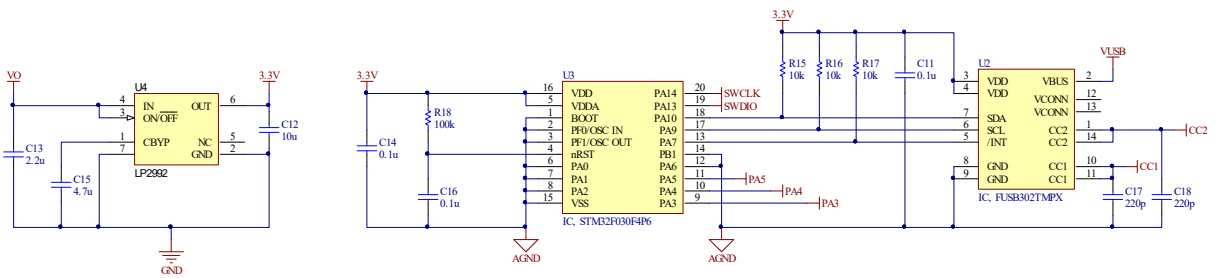 VO
U4
3.3V
4 IN OUT 6
3 ON/OFF
1 CBYP NC 5
7 GND 2
LP2992
C13
2.2u
C15
4.7u
C12
10u
GND
3.3V
R18
100k
C14
0.1u
C16
0.1u
U3
16 VDD PA14 20 SWCLK
5 VDDA PA13 19 SWDIO
1 BOOT PA10 18
2 PF0/OSC IN PA9 17
3 PF1/OSC OUT PA7 13
4 nRST PB1 14
6 PA0 PA6 12
7 PA1 PA5 11 PA5
8 PA2 PA4 10 PA4
15 VSS PA3 9 PA3
IC, STM32F030F4P6
AGND
AGND
3.3V
R15
10k
R16
10k
R17
10k
C11
0.1u
U2
VUSB
3 VDD VBUS 2
4 VDD
VCONN 12
VCONN 13
7 SDA
6 SCL CC2 1 CC2
5 /INT CC2 14
8 GND CC1 10 CC1
9 GND CC1 11
IC, FUSB302TMPX
C17
220p
C18
220p